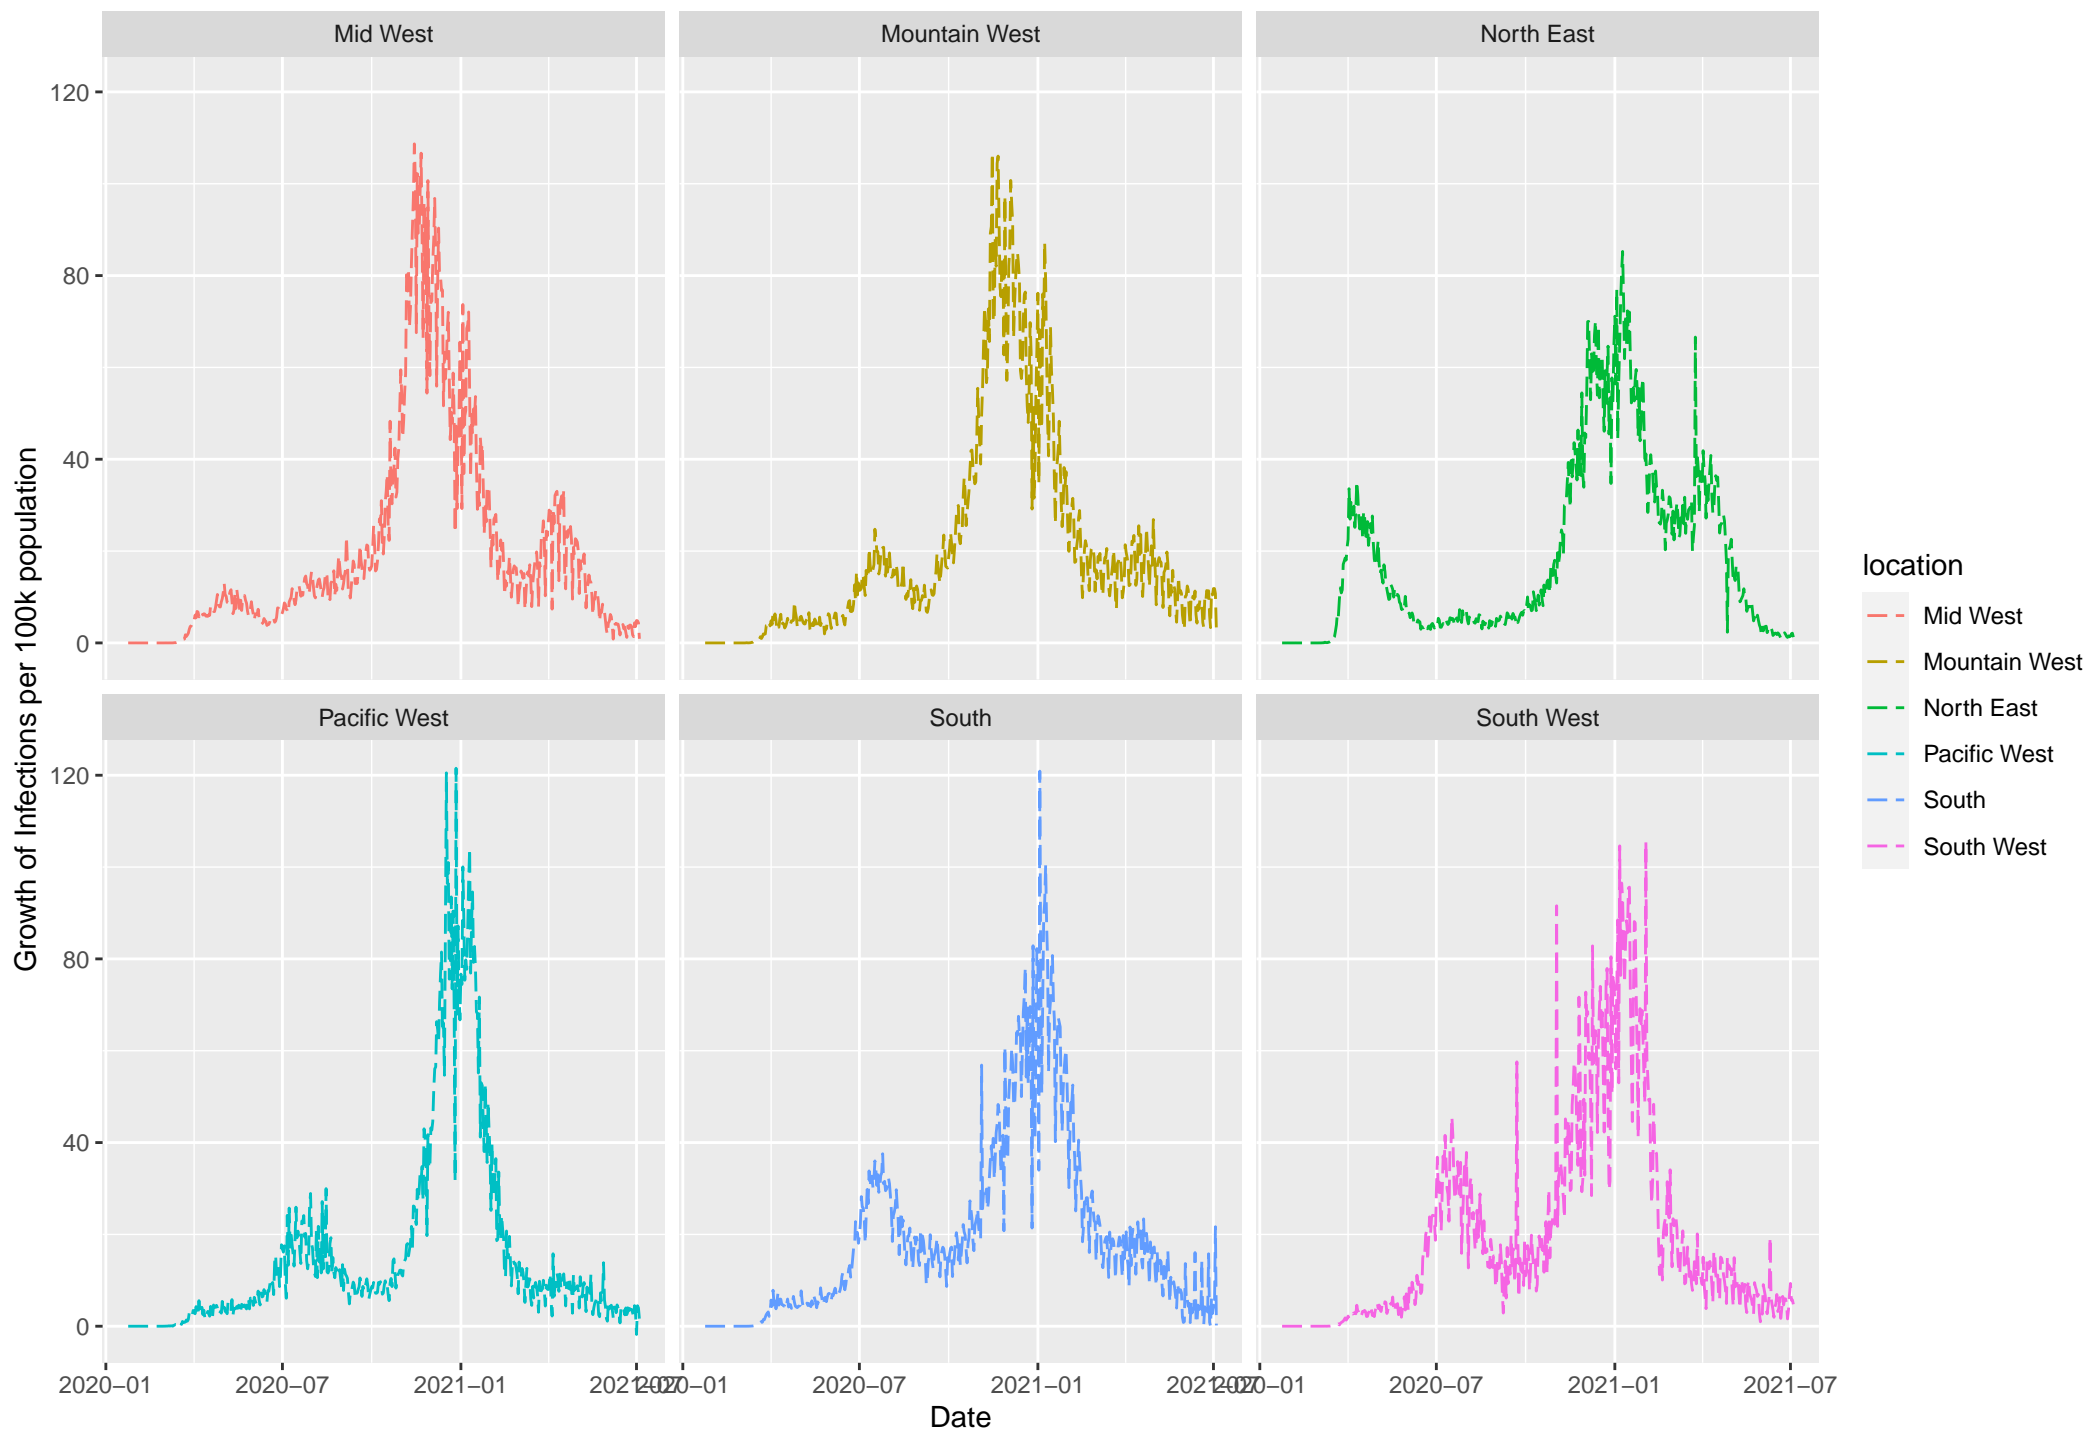 Mid West
Mountain West
North East
120
80
40
0
Pacific West
South
South West
120
80
40
0
Growth of Infections per 100k population
2020−01
2020−07
2021−01
2021−07
2020−01
2020−07
2021−01
2021−07
2020−01
2020−07
2021−01
2021−07
Date
location
Mid West
Mountain West
North East
Pacific West
South
South West